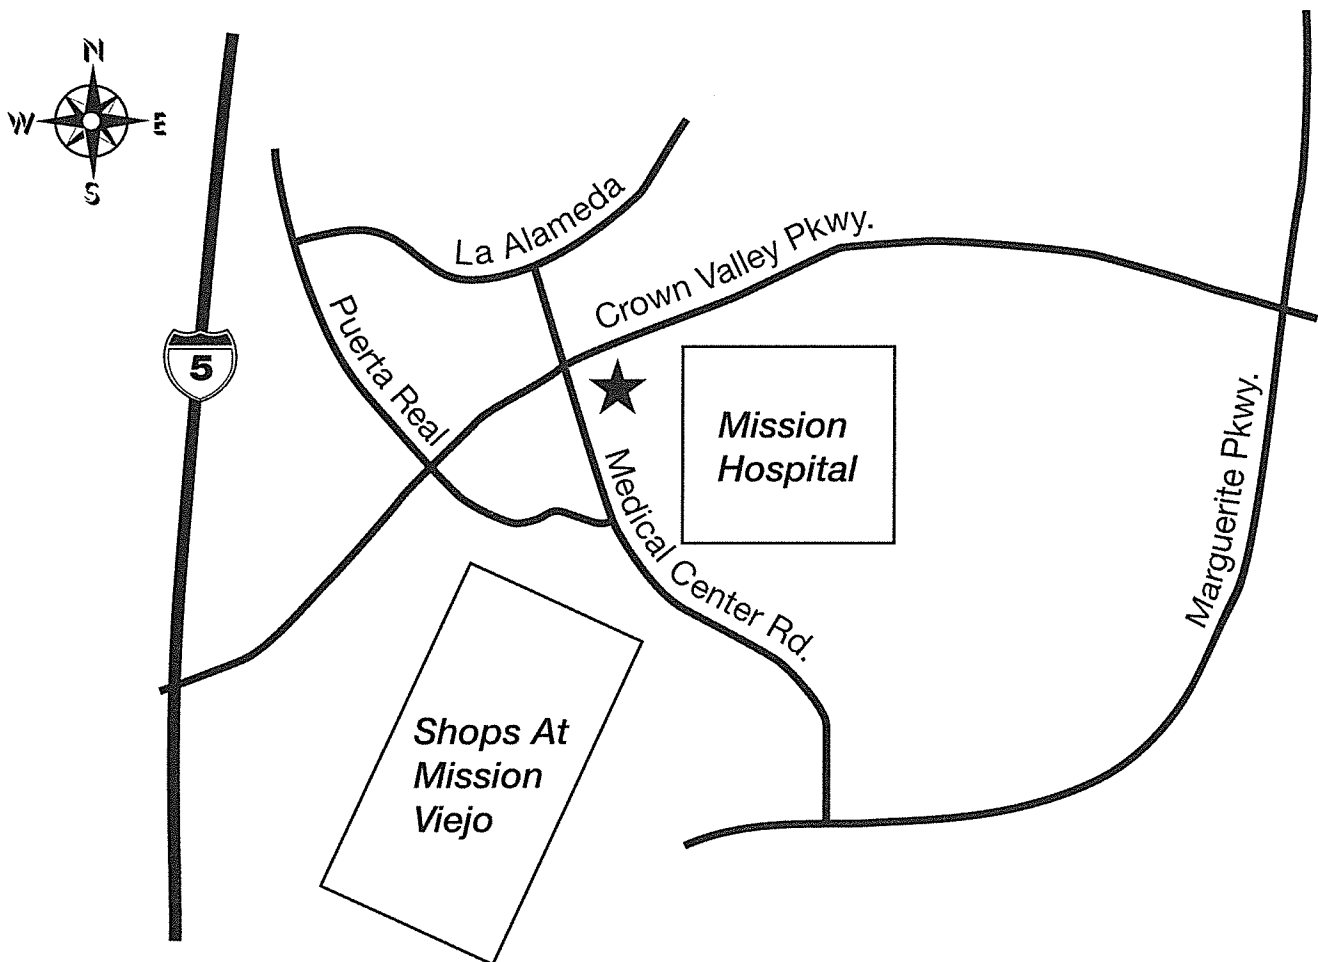 N
W
E
S
La Alameda
Crown Valley Pkwy.
Puerta Real
5
Mission
Hospital
Medical Center Rd.
Marguerite Pkwy.
Shops At
Mission
Viejo